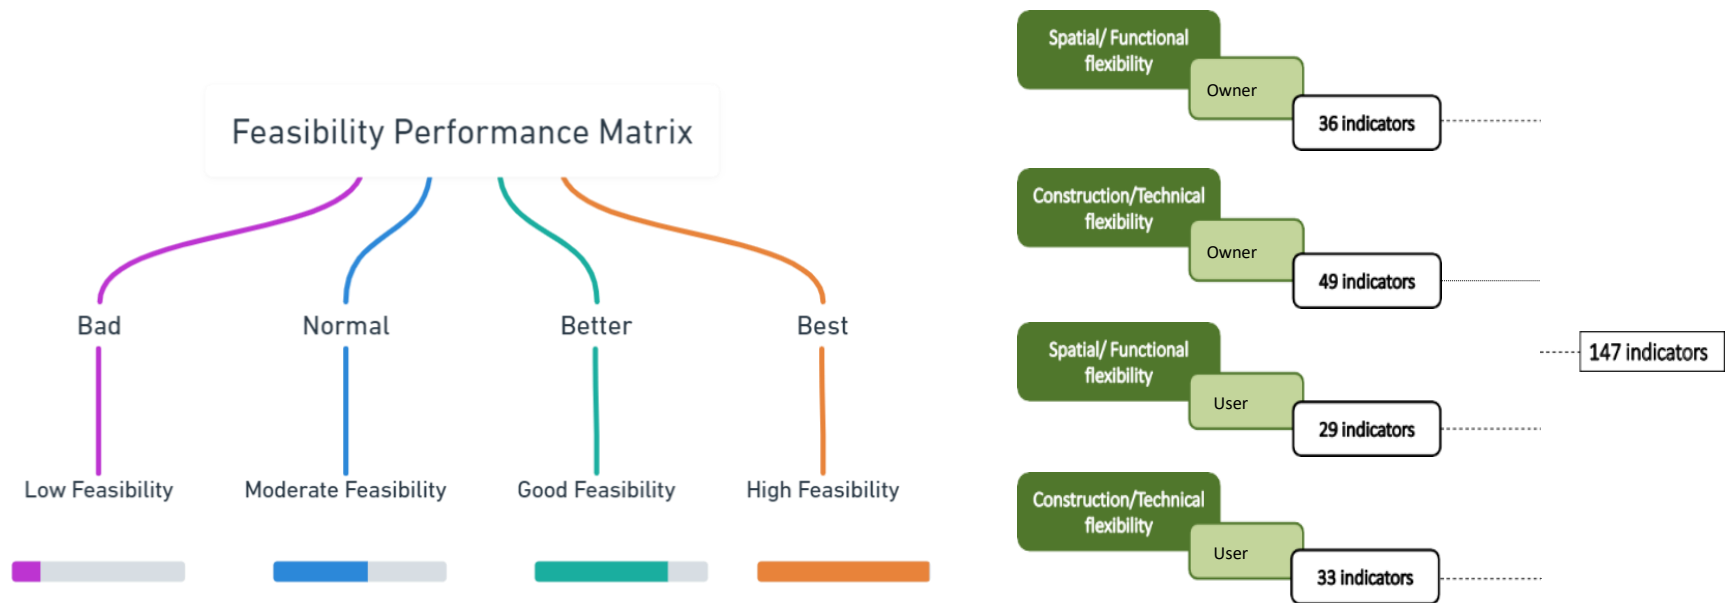 Feasibility Performance Matrix
Bad
Normal
Better
Best
Low Feasibility
Moderate Feasibility
Good Feasibility
High Feasibility
Spatial/ Functional
flexibility
Owner
36 indicators
Construction/Technical
flexibility
Owner
49 indicators
Spatial/ Functional
flexibility
User
29 indicators
Construction/Technical
flexibility
User
33 indicators
147 indicators